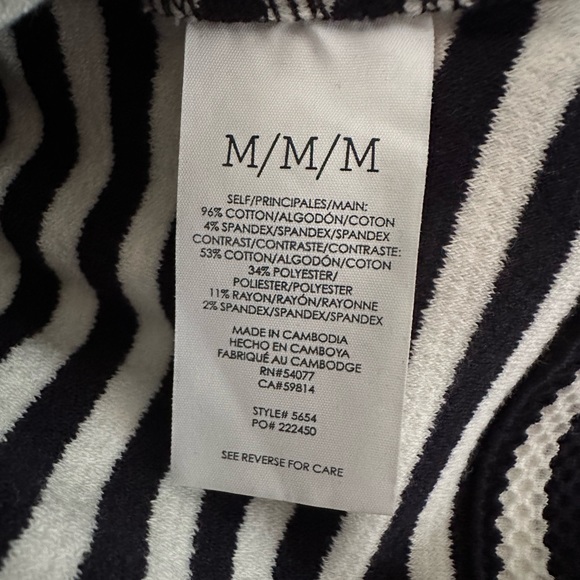 M/M/M
SELF/PRINCIPALES/MAIN:
96% COTTON/ALGODÓN/COTON
4% SPANDEX/SPANDEX/SPANDEX
CONTRAST/CONTRASTE/CONTRASTE:
53% COTTON/ALGODÓN/COTON
34% POLYESTER/
POLIESTER/POLYESTER
11% RAYON/RAYÓN/RAYONNE
2% SPANDEX/SPANDEX/SPANDEX
MADE IN CAMBODIA
HECHO EN CAMBOYA
FABRIQUÉ AU CAMBODGE
RN#54077
CA#59814
STYLE# 5654
PO# 222450
SEE REVERSE FOR CARE